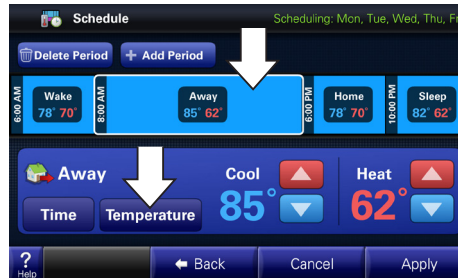 Schedule
Scheduling: Mon, Tue, Wed, Thu, Fr
Delete Period
+ Add Period
6:00 AM
Wake
78° 70°
8:00 AM
Away
85° 62°
6:00 PM
Home
78° 70°
10:00 PM
Sleep
82° 62°
Away
Cool
Heat
Time
Temperature
85°
62°
?
Help
Back
Cancel
Apply